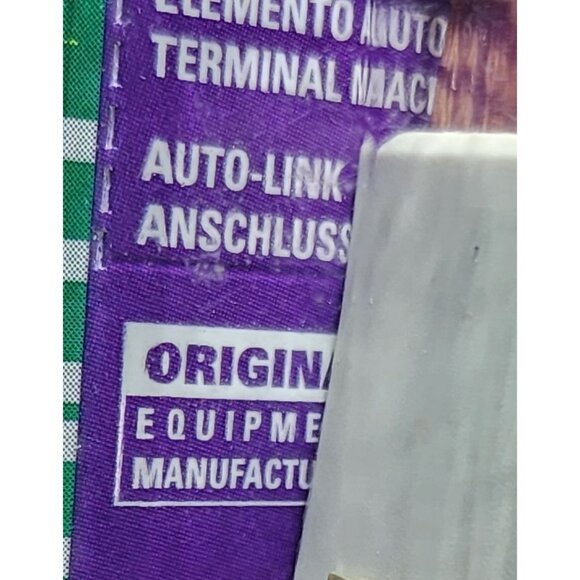 ELEMENTO AUTO
TERMINAL MACI
AUTO-LINK
ANSCHLUSS
ORIGINA
EQUIPME
MANUFACTU